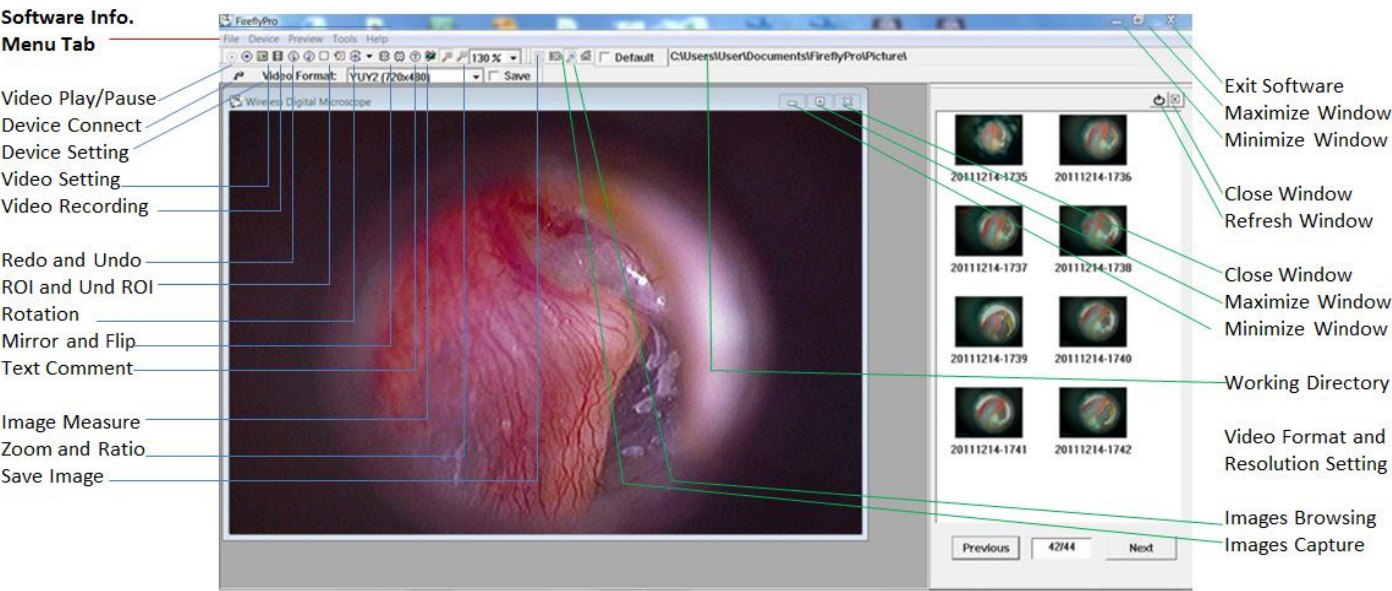 Software Info.
Menu Tab
Video Play/Pause
Device Connect
Device Setting
Video Setting
Video Recording
Redo and Undo
ROI and Und ROI
Rotation
Mirror and Flip
Text Comment
Image Measure
Zoom and Ratio
Save Image
FireflyPro
File Device Preview Tools Help
130 % Default C:\Users\User\Documents\FireflyPro\Picture\
Video Format: YUY2 (720x480) Save
Wireless Digital Microscope
20111214-1735 20111214-1736
20111214-1737 20111214-1738
20111214-1739 20111214-1740
20111214-1741 20111214-1742
Previous 42/44 Next
Exit Software
Maximize Window
Minimize Window
Close Window
Refresh Window
Close Window
Maximize Window
Minimize Window
Working Directory
Video Format and
Resolution Setting
Images Browsing
Images Capture